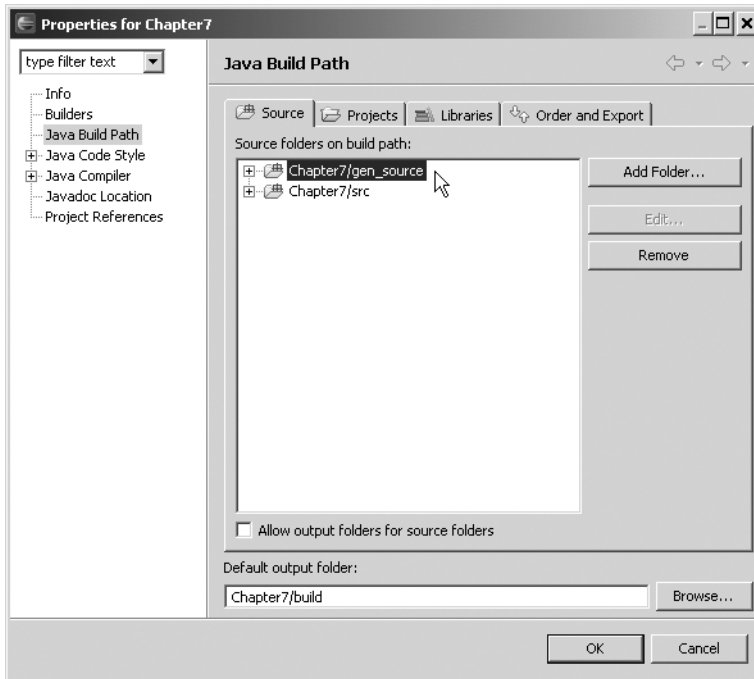 Properties for Chapter7
type filter text
Info
Builders
Java Build Path
Java Code Style
Java Compiler
Javadoc Location
Project References
Java Build Path
Source
Projects
Libraries
Order and Export
Source folders on build path:
Chapter7/gen_source
Chapter7/src
Add Folder...
Edit...
Remove
Allow output folders for source folders
Default output folder:
Chapter7/build
Browse...
OK
Cancel